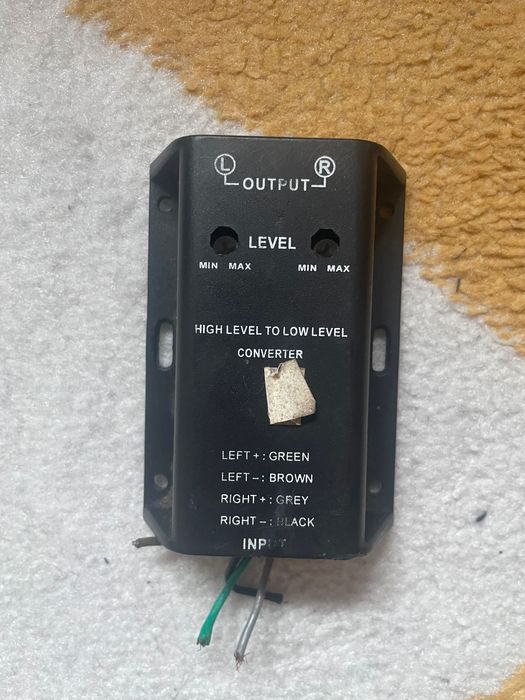 L R
OUTPUT
LEVEL
MIN MAX MIN MAX
HIGH LEVEL TO LOW LEVEL
CONVERTER
LEFT + : GREEN
LEFT – : BROWN
RIGHT + : GREY
RIGHT – : BLACK
INPUT